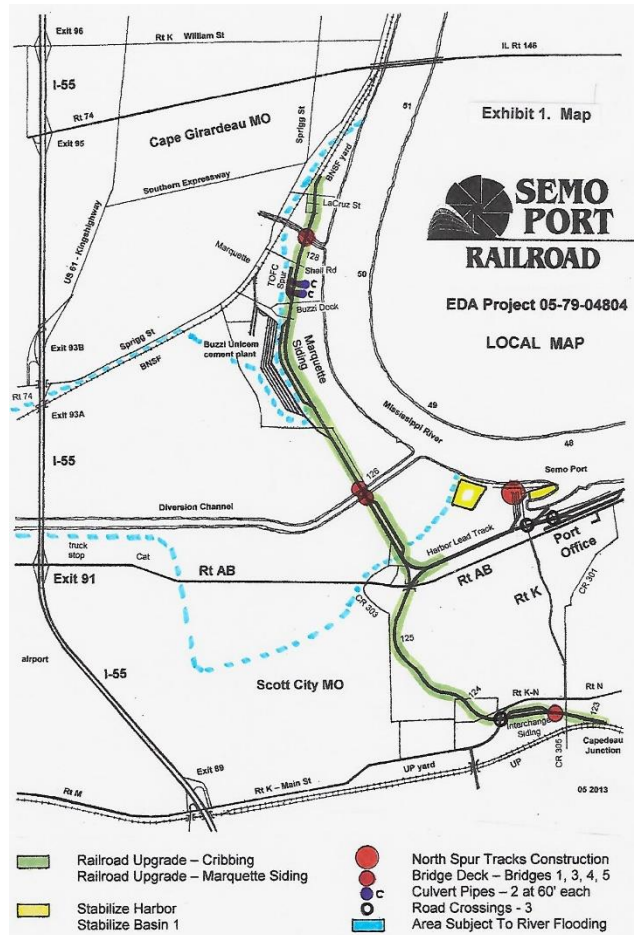 Exit 96
Rt K
William St
IL Rt 146
I-55
Rt 74
Exit 95
Cape Girardeau MO
Sprigg St
BNSF yard
51
Exhibit 1. Map
Southern Expressway
LaCruz St
US 61 - Kingshighway
Marquette
128
TOFC
Spur
Shell Rd
C
C
Buzzi Dock
50
SEMO
PORT
RAILROAD
EDA Project 05-79-04804
LOCAL MAP
Exit 93B
Sprigg St
BNSF
Buzzi Unicem
cement plant
Marquette
Siding
Rt 74
Exit 93A
Mississippi
River
49
48
I-55
126
Semo Port
Diversion Channel
Harbor Lead Track
Port
Office
truck
stop
Cat
Rt AB
Rt AB
Exit 91
CR 303
Rt K
CR 301
125
airport
I-55
Scott City MO
124
Rt K-N
Rt N
123
Interchange
Siding
CR 305
Capedeau
Junction
Exit 89
UP yard
UP
Rt M
Rt K – Main St
05 2013
Railroad Upgrade – Cribbing
Railroad Upgrade – Marquette Siding
Stabilize Harbor
Stabilize Basin 1
North Spur Tracks Construction
Bridge Deck – Bridges 1, 3, 4, 5
C
Culvert Pipes – 2 at 60' each
Road Crossings - 3
Area Subject To River Flooding